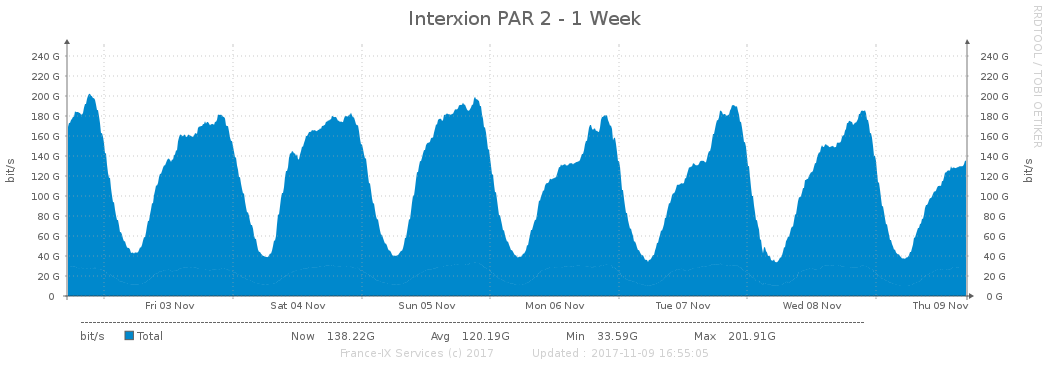 Interxion PAR 2 - 1 Week
RRDTOOL / TOBI OETIKER
bit/s
240 G 240 G
220 G 220 G
200 G 200 G
180 G 180 G
160 G 160 G
140 G 140 G
120 G 100 G
100 G 100 G
80 G 80 G
60 G 60 G
40 G 40 G
20 G 20 G
0 0 G
bit/s
Fri 03 Nov Sat 04 Nov Sun 05 Nov Mon 06 Nov Tue 07 Nov Wed 08 Nov Thu 09 Nov
bit/s Total Now 138.22G Avg 120.19G Min 33.59G Max 201.91G
France-IX Services (c) 2017 Updated : 2017-11-09 16:55:05